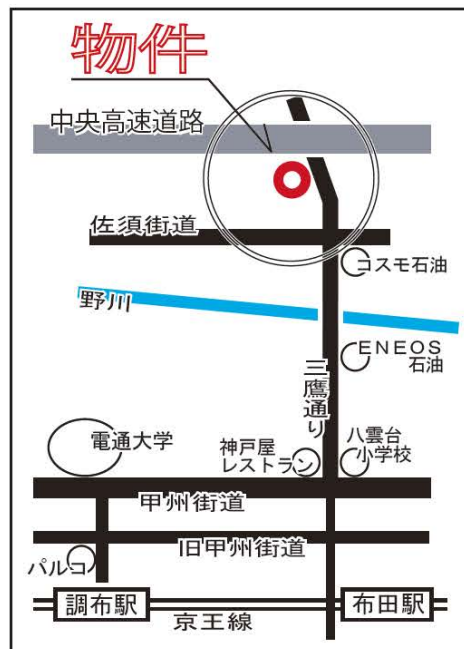 物件
中央高速道路
佐須街道
コスモ石油
野川
ENEOS
石油
三鷹通り
電通大学
神戸屋
レストラン
八雲台
小学校
甲州街道
旧甲州街道
パルコ
調布駅
布田駅
京王線